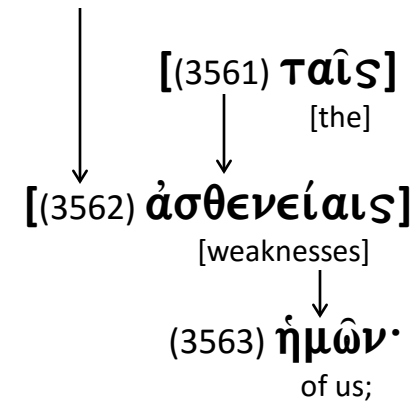 [(3561) ταῖς]
[the]
[(3562) ἀσθενείαις]
[weaknesses]
(3563) ἡμῶν·
of us;